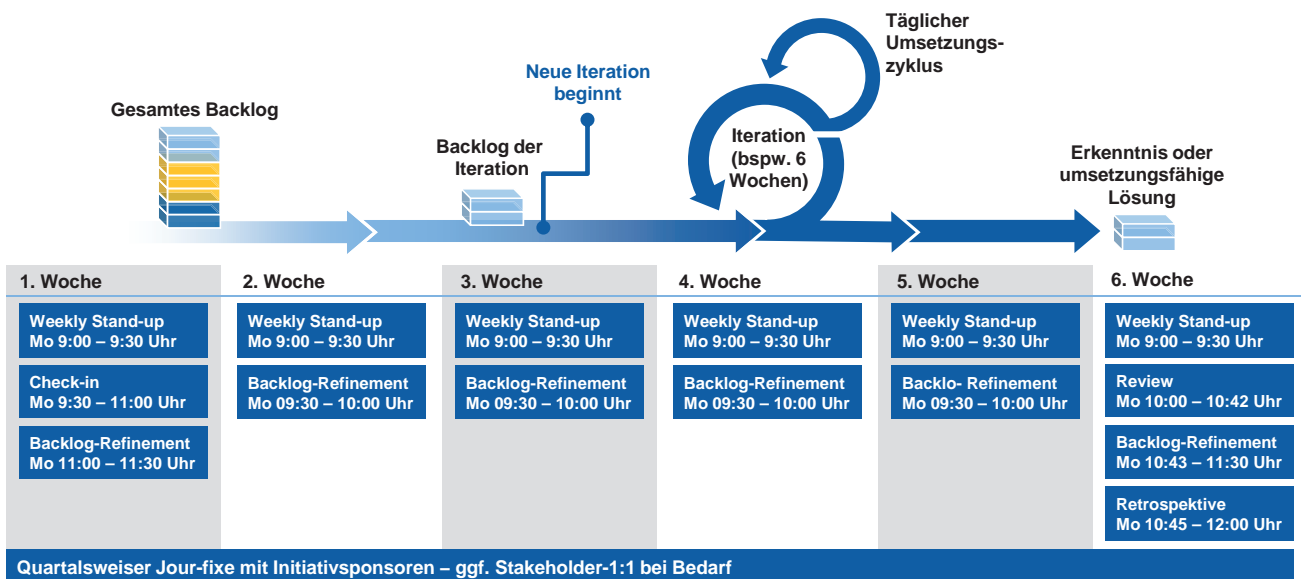 Täglicher
Umsetzungs-
zyklus
Neue Iteration
beginnt
Gesamtes Backlog
Backlog der
Iteration
Iteration
(bspw. 6
Wochen)
Erkenntnis oder
umsetzungsfähige
Lösung
1. Woche
Weekly Stand-up
Mo 9:00 – 9:30 Uhr
Check-in
Mo 9:30 – 11:00 Uhr
Backlog-Refinement
Mo 11:00 – 11:30 Uhr
2. Woche
Weekly Stand-up
Mo 9:00 – 9:30 Uhr
Backlog-Refinement
Mo 09:30 – 10:00 Uhr
3. Woche
Weekly Stand-up
Mo 9:00 – 9:30 Uhr
Backlog-Refinement
Mo 09:30 – 10:00 Uhr
4. Woche
Weekly Stand-up
Mo 9:00 – 9:30 Uhr
Backlog-Refinement
Mo 09:30 – 10:00 Uhr
5. Woche
Weekly Stand-up
Mo 9:00 – 9:30 Uhr
Backlo- Refinement
Mo 09:30 – 10:00 Uhr
6. Woche
Weekly Stand-up
Mo 9:00 – 9:30 Uhr
Review
Mo 10:00 – 10:42 Uhr
Backlog-Refinement
Mo 10:43 – 11:30 Uhr
Retrospektive
Mo 10:45 – 12:00 Uhr
Quartalsweiser Jour-fixe mit Initiativsponsoren – ggf. Stakeholder-1:1 bei Bedarf